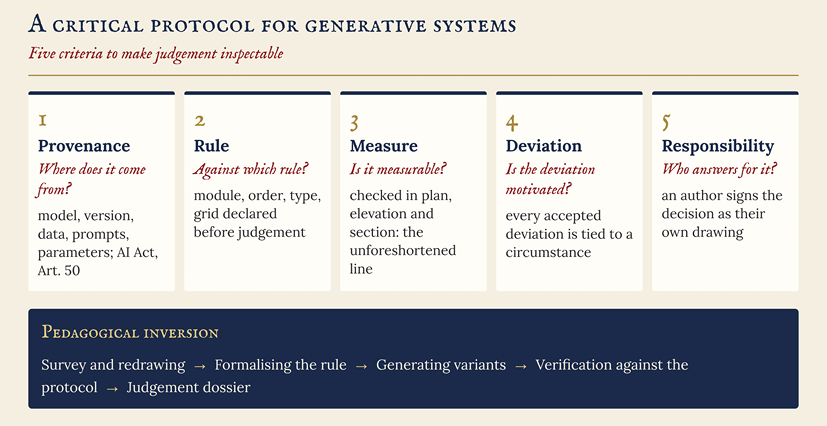 A critical protocol for generative systems
Five criteria to make judgement inspectable
1
Provenance
Where does it come
from?
model, version,
data, prompts,
parameters; AI Act,
Art. 50
2
Rule
Against which rule?
module, order, type,
grid declared
before judgement
3
Measure
Is it measurable?
checked in plan,
elevation and
section: the
unforeshortened
line
4
Deviation
Is the deviation
motivated?
every accepted
deviation is tied to a
circumstance
5
Responsibility
Who answers for it?
an author signs the
decision as their
own drawing
Pedagogical inversion
Survey and redrawing → Formalising the rule → Generating variants → Verification against the
protocol → Judgement dossier